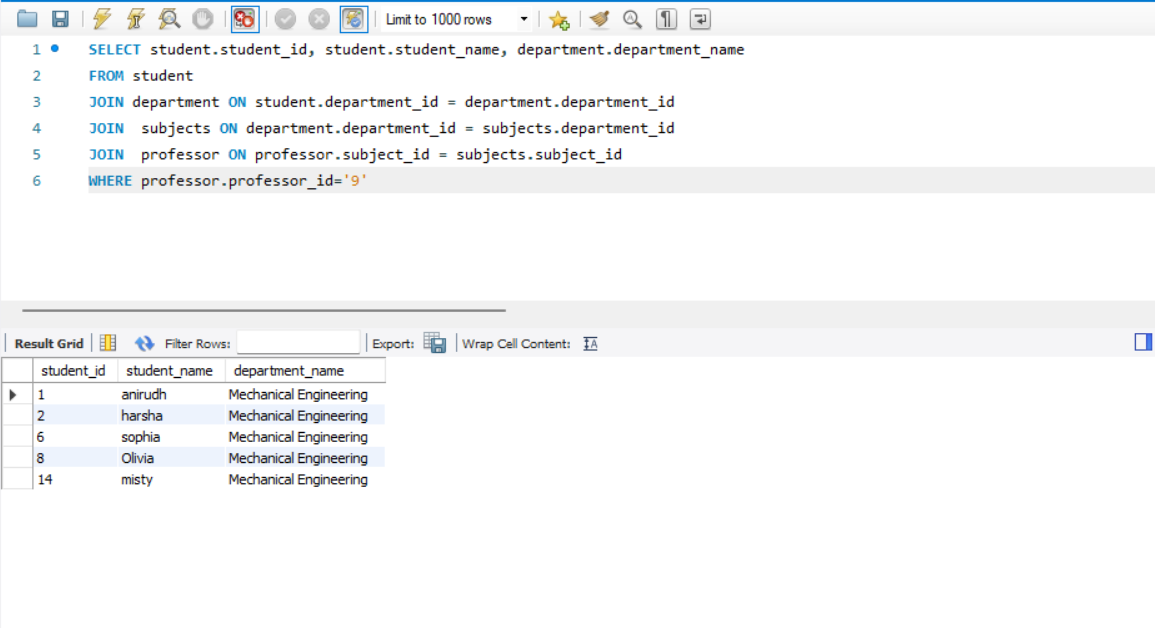 Limit to 1000 rows
1 SELECT student.student_id, student.student_name, department.department_name
2 FROM student
3 JOIN department ON student.department_id = department.department_id
4 JOIN  subjects ON department.department_id = subjects.department_id
5 JOIN  professor ON professor.subject_id = subjects.subject_id
6 WHERE professor.professor_id='9'
Result Grid Filter Rows: Export: Wrap Cell Content: IA
student_id student_name department_name
1 anirudh Mechanical Engineering
2 harsha Mechanical Engineering
6 sophia Mechanical Engineering
8 Olivia Mechanical Engineering
14 misty Mechanical Engineering